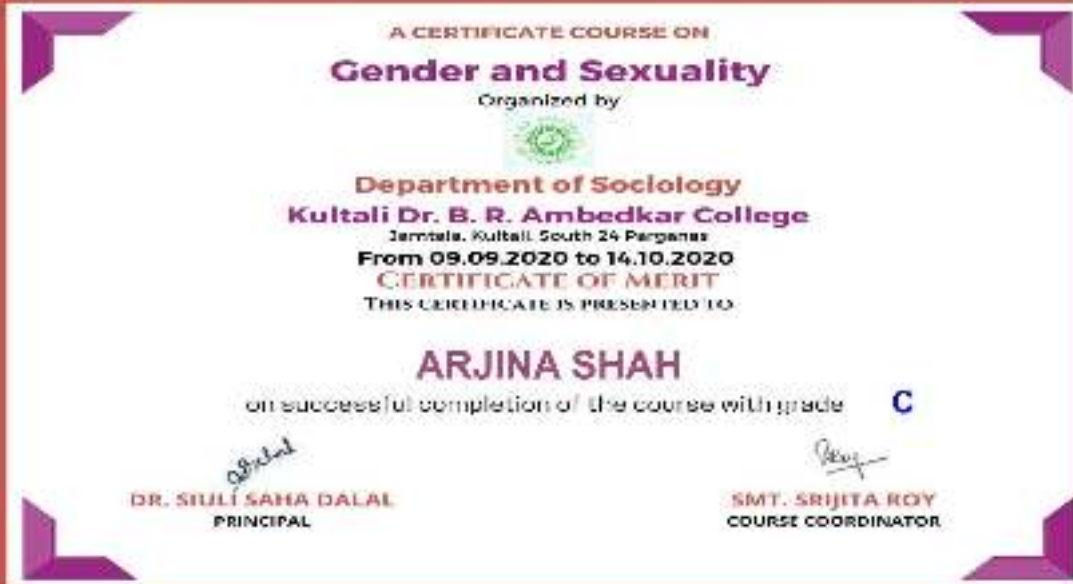 A CERTIFICATE COURSE ON
Gender and Sexuality
Organized by
Department of Sociology
Kultali Dr. B. R. Ambedkar College
Jamtala, Kultali, South 24 Parganas
From 09.09.2020 to 14.10.2020
CERTIFICATE OF MERIT
THIS CERTIFICATE IS PRESENTED TO
ARJINA SHAH
on successful completion of the course with grade C
DR. SIULI SAHA DALAL
PRINCIPAL
SMT. SRIJITA ROY
COURSE COORDINATOR